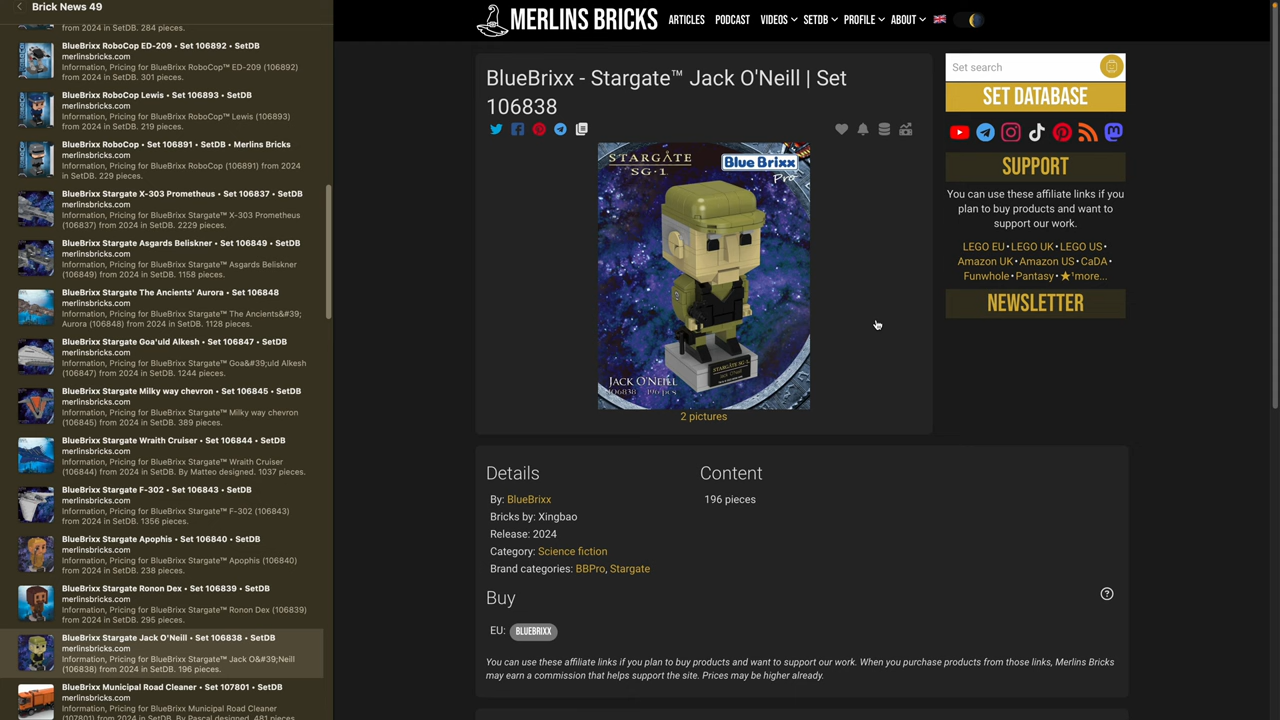 Brick News 49
from 2024 in SetDB. 284 pieces.
BlueBrixx RoboCop ED-209 • Set 106892 • SetDB
merlinsbricks.com
Information, Pricing for BlueBrixx RoboCop™ ED-209 (106892)
from 2024 in SetDB. 301 pieces.
BlueBrixx RoboCop Lewis • Set 106893 • SetDB
merlinsbricks.com
Information, Pricing for BlueBrixx RoboCop™ Lewis (106893)
from 2024 in SetDB. 219 pieces.
BlueBrixx RoboCop • Set 106891 • Merlins Bricks
merlinsbricks.com
Information, Pricing for BlueBrixx RoboCop (106891) from 2024
in SetDB. 229 pieces.
BlueBrixx Stargate X-303 Prometheus • Set 106837 • SetDB
merlinsbricks.com
Information, Pricing for BlueBrixx Stargate™ X-303 Prometheus
(106837) from 2024 in SetDB. 2229 pieces.
BlueBrixx Stargate Asgards Beliskner • Set 106849 • SetDB
merlinsbricks.com
Information, Pricing for BlueBrixx Stargate™ Asgards Beliskner
(106849) from 2024 in SetDB. 1158 pieces.
BlueBrixx Stargate The Ancients' Aurora • Set 106848
merlinsbricks.com
Information, Pricing for BlueBrixx Stargate™ The Ancients&#39;
Aurora (106848) from 2024 in SetDB. 1128 pieces.
BlueBrixx Stargate Goa'uld Alkesh • Set 106847 • SetDB
merlinsbricks.com
Information, Pricing for BlueBrixx Stargate™ Goa&#39;uld Alkesh
(106847) from 2024 in SetDB. 1244 pieces.
BlueBrixx Stargate Milky way chevron • Set 106845 • SetDB
merlinsbricks.com
Information, Pricing for BlueBrixx Stargate™ Milky way chevron
(106845) from 2024 in SetDB. 389 pieces.
BlueBrixx Stargate Wraith Cruiser • Set 106844 • SetDB
merlinsbricks.com
Information, Pricing for BlueBrixx Stargate™ Wraith Cruiser
(106844) from 2024 in SetDB. By Matteo designed. 1037 pieces.
BlueBrixx Stargate F-302 • Set 106843 • SetDB
merlinsbricks.com
Information, Pricing for BlueBrixx Stargate™ F-302 (106843)
from 2024 in SetDB. 1356 pieces.
BlueBrixx Stargate Apophis • Set 106840 • SetDB
merlinsbricks.com
Information, Pricing for BlueBrixx Stargate™ Apophis (106840)
from 2024 in SetDB. 238 pieces.
BlueBrixx Stargate Ronon Dex • Set 106839 • SetDB
merlinsbricks.com
Information, Pricing for BlueBrixx Stargate™ Ronon Dex (106839)
from 2024 in SetDB. 295 pieces.
BlueBrixx Stargate Jack O'Neill • Set 106838 • SetDB
merlinsbricks.com
Information, Pricing for BlueBrixx Stargate™ Jack O&#39;Neill
(106838) from 2024 in SetDB. 196 pieces.
BlueBrixx Municipal Road Cleaner • Set 107801 • SetDB
merlinsbricks.com
Information, Pricing for BlueBrixx Municipal Road Cleaner
(107801) from 2024 in SetDB. By Pascal designed. 481 pieces.
MERLINS BRICKS
ARTICLES PODCAST VIDEOS SETDB PROFILE ABOUT
BlueBrixx - Stargate™ Jack O'Neill | Set
106838
STARGATE
SG·1
Blue Brixx
Pro
STARGATE SG-1
JACK O'NEILL
106838 196 PCS
2 pictures
Details
By: BlueBrixx
Bricks by: Xingbao
Release: 2024
Category: Science fiction
Brand categories: BBPro, Stargate
Content
196 pieces
Buy
EU: BLUEBRIXX
You can use these affiliate links if you plan to buy products and want to support our work. When you purchase products from those links, Merlins Bricks
may earn a commission that helps support the site. Prices may be higher already.
Set search
SET DATABASE
SUPPORT
You can use these affiliate links if you
plan to buy products and want to
support our work.
LEGO EU • LEGO UK • LEGO US •
Amazon UK • Amazon US • CaDA •
Funwhole • Pantasy • ★¹more...
NEWSLETTER